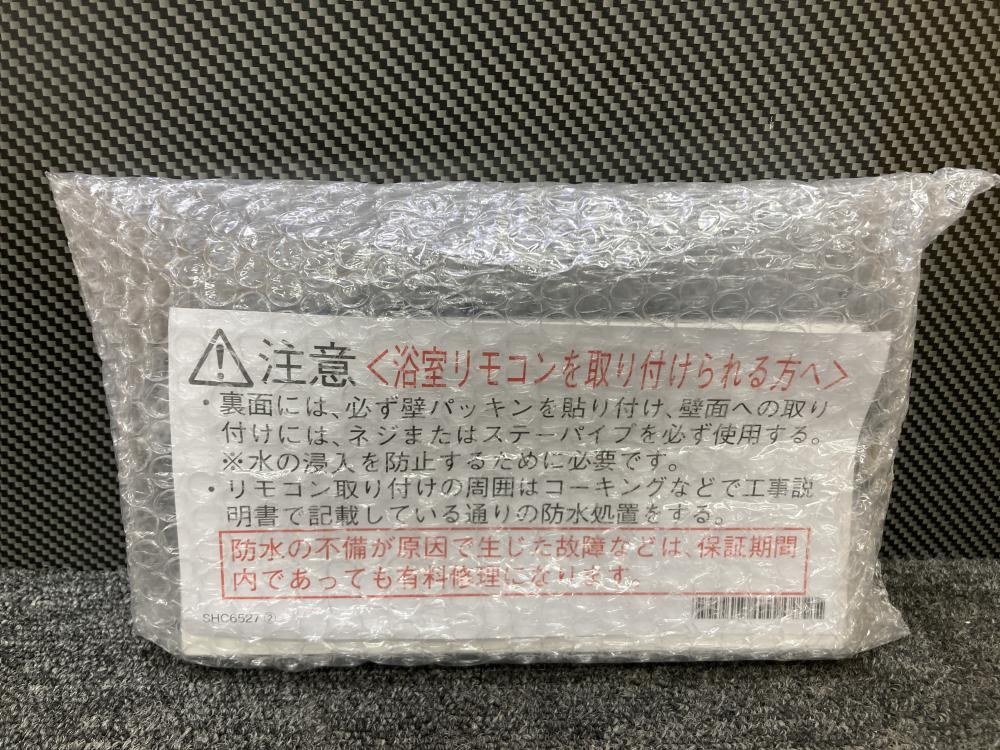 注意<浴室リモコンを取り付けられる方へ>
・裏面には、必ず壁パッキンを貼り付け、壁面への取り
付けには、ネジまたはステーパイプを必ず使用する。
※水の浸入を防止するために必要です。
・リモコン取り付けの周囲はコーキングなどで工事説
明書で記載している通りの防水処置をする。
防水の不備が原因で生じた故障などは、保証期間
内であっても有料修理になります。
SHC6527 ②